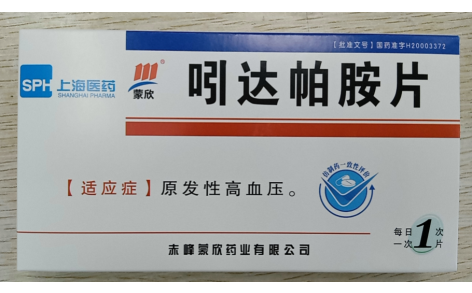 【批准文号】国药准字H20003372
SPH 上海医药
SHANGHAI PHARMA
蒙欣
吲达帕胺片
【适应症】原发性高血压。
仿制药一致性评价
每日1次
一次1片
赤峰蒙欣药业有限公司